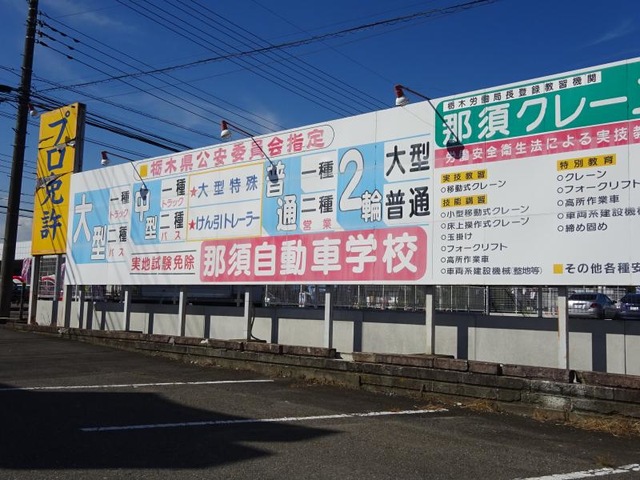 プロ免許
栃木県公安委員会指定
大型
一種
トラック
二種
バス
中型
一種
トラック
二種
バス
★大型特殊
★けん引トレーラー
普通
一種
二種
営業
2輪
大型
普通
実地試験免除
那須自動車学校
栃木労働局長登録教習機関
那須クレーン
安全衛生法による実技教
実技教習
○移動式クレーン
技能講習
○小型移動式クレーン
○床上操作式クレーン
○玉掛け
○フォークリフト
○高所作業車
○車両系建設機械(整地等)
特別教育
○クレーン
○フォークリフト
○高所作業車
○車両系建設機
○締め固め
その他各種安